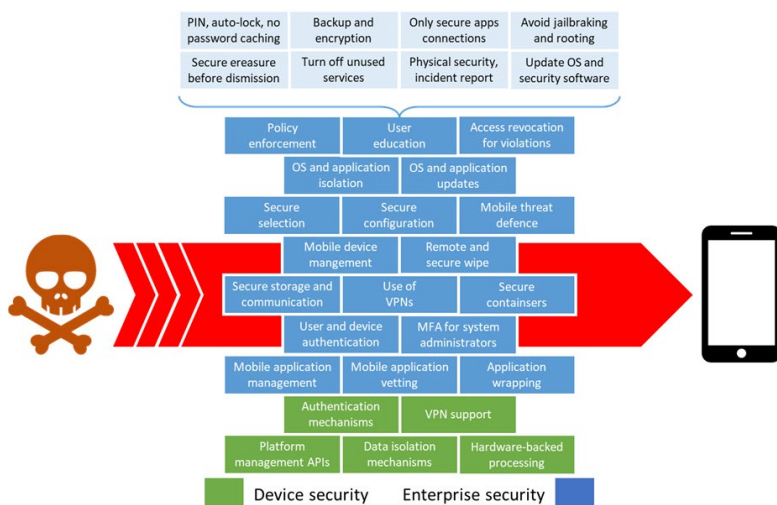 PIN, auto-lock, no
password caching
Backup and
encryption
Only secure apps
connections
Avoid jailbraking
and rooting
Secure ereasure
before dismission
Turn off unused
services
Physical security,
incident report
Update OS and
security software
Policy
enforcement
User
education
Access revocation
for violations
OS and application
isolation
OS and application
updates
Secure
selection
Secure
configuration
Mobile threat
defence
Mobile device
mangement
Remote and
secure wipe
Secure storage and
communication
Use of
VPNs
Secure
contaisners
User and device
authentication
MFA for system
administrators
Mobile application
management
Mobile application
vetting
Application
wrapping
Authentication
mechanisms
VPN support
Platform
management APIs
Data isolation
mechanisms
Hardware-backed
processing
Device security
Enterprise security